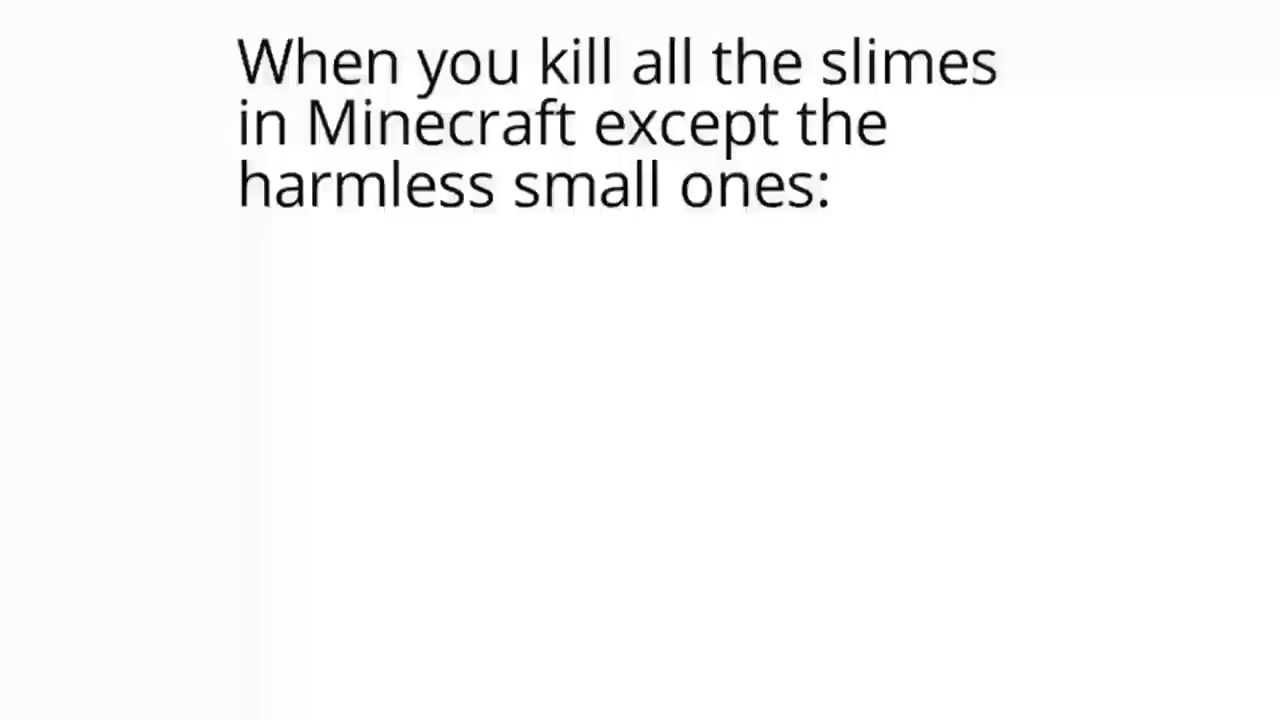 When you kill all the slimes
in Minecraft except the
harmless small ones: